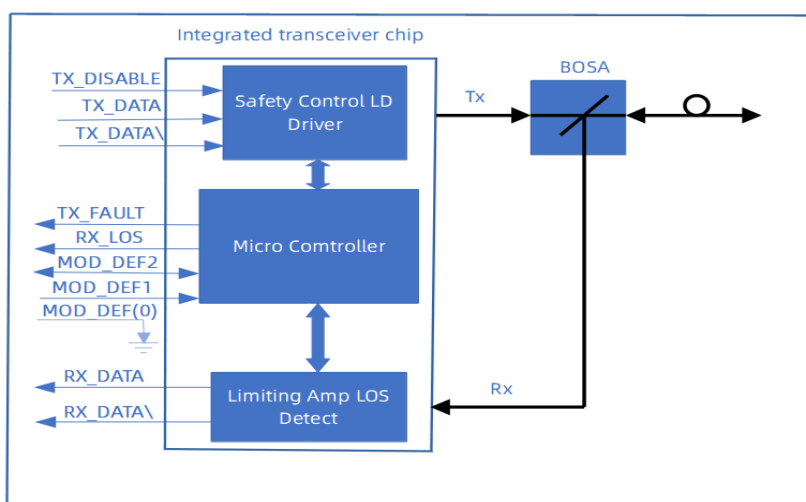 Integrated transceiver chip
BOSA
TX_DISABLE
TX_DATA
TX_DATA\
Safety Control LD
Driver
Tx
TX_FAULT
RX_LOS
MOD_DEF2
MOD_DEF1
MOD_DEF(0)
Micro Comtroller
RX_DATA
RX_DATA\
Limiting Amp LOS
Detect
Rx